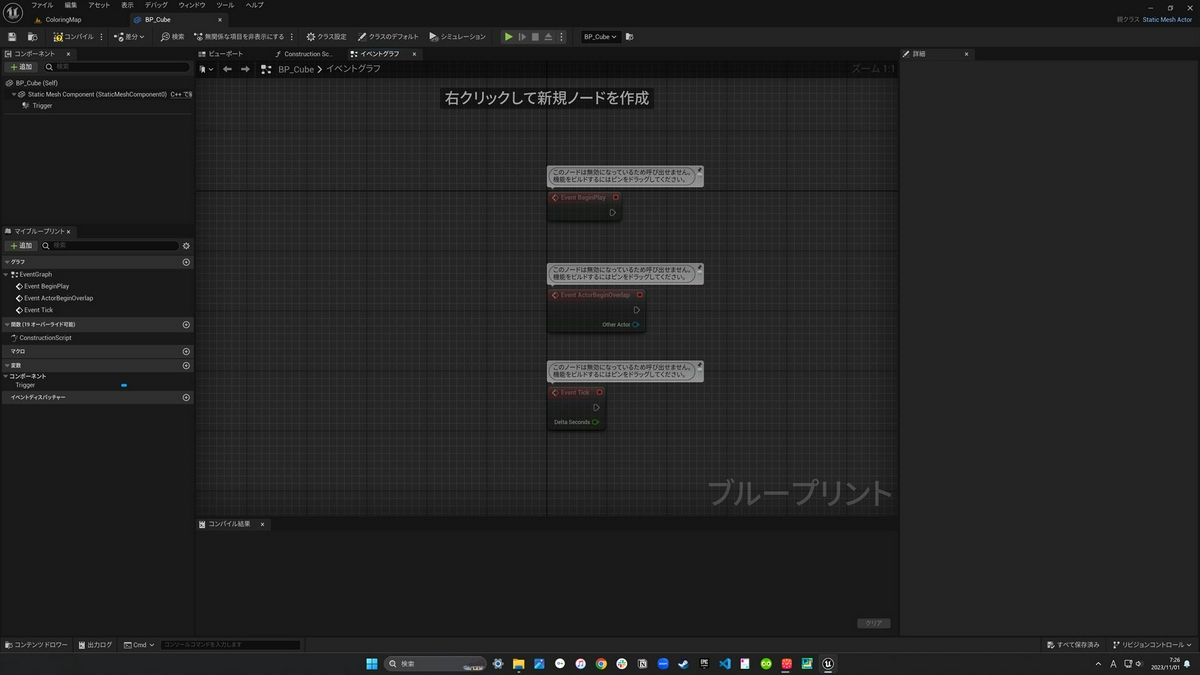 ファイル 編集 アセット 表示 デバッグ ウィンドウ ツール ヘルプ
ColoringMap
BP_Cube
親クラス Static Mesh Actor
コンパイル
差分
検索
無関係な項目を非表示にする
クラス設定
クラスのデフォルト
シミュレーション
BP_Cube
コンポーネント
追加
検索
BP_Cube (Self)
Static Mesh Component (StaticMeshComponent0)
Trigger
ビューポート
Construction Sc...
イベントグラフ
BP_Cube > イベントグラフ
ズーム 1:1
右クリックして新規ノードを作成
このノードは無効になっているため呼び出せません。
機能をビルドするにはピンをドラッグしてください。
Event BeginPlay
このノードは無効になっているため呼び出せません。
機能をビルドするにはピンをドラッグしてください。
Event ActorBeginOverlap
Other Actor
このノードは無効になっているため呼び出せません。
機能をビルドするにはピンをドラッグしてください。
Event Tick
Delta Seconds
ブループリント
詳細
マイブループリント
追加
検索
グラフ
EventGraph
Event BeginPlay
Event ActorBeginOverlap
Event Tick
関数 (19 オーバーライド可能)
ConstructionScript
マクロ
変数
コンポーネント
Trigger
イベントディスパッチャー
コンパイル結果
クリア
コンテンツドロワー
出力ログ
Cmd
コンソールコマンドを入力します
すべて保存済み
リビジョンコントロール
検索
A
7:26
2023/11/01